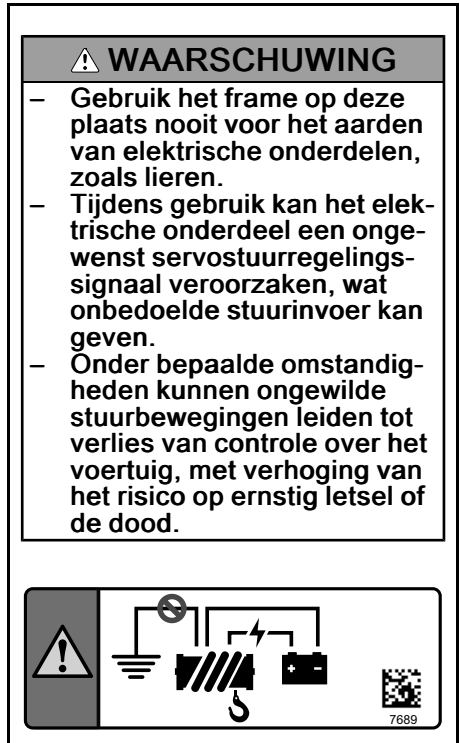 WAARSCHUWING
– Gebruik het frame op deze
plaats nooit voor het aarden
van elektrische onderdelen,
zoals lieren.
– Tijdens gebruik kan het elek-
trische onderdeel een onge-
wenst servostuurregelings-
signaal veroorzaken, wat
onbedoelde stuurinvoer kan
geven.
– Onder bepaalde omstandig-
heden kunnen ongewilde
stuurbewegingen leiden tot
verlies van controle over het
voertuig, met verhoging van
het risico op ernstig letsel of
de dood.
7689